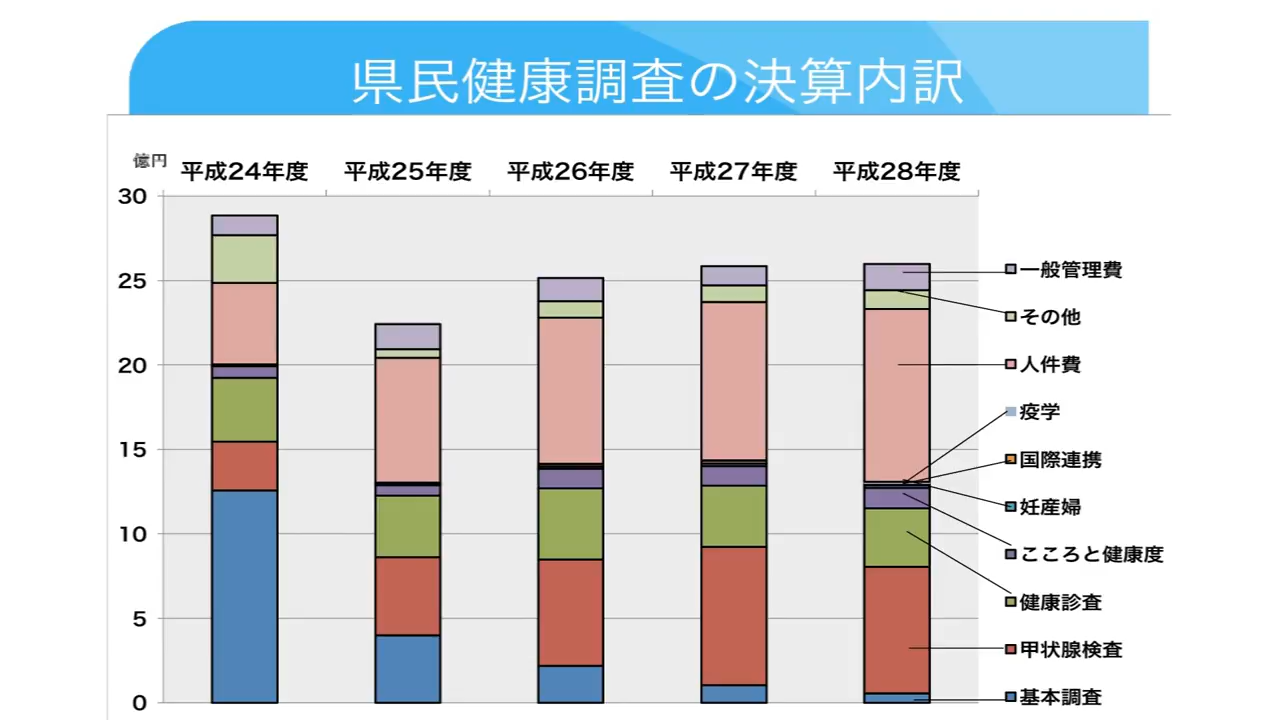 県民健康調査の決算内訳
億円
平成24年度 平成25年度 平成26年度 平成27年度 平成28年度
30
25
20
15
10
5
0
一般管理費
その他
人件費
疫学
国際連携
妊産婦
こころと健康度
健康診査
甲状腺検査
基本調査